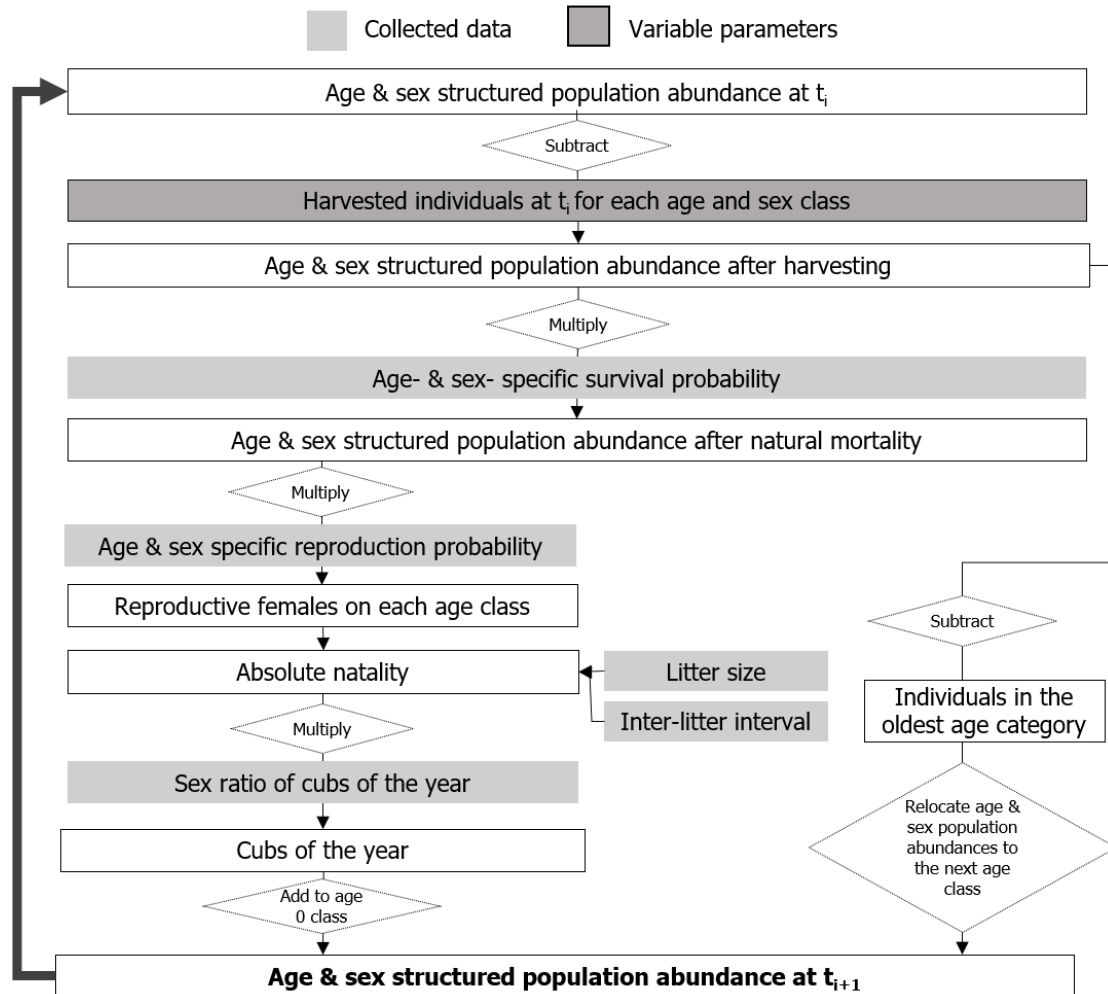 Collected data
Variable parameters
Age & sex structured population abundance at tᵢ
Subtract
Harvested individuals at tᵢ for each age and sex class
Age & sex structured population abundance after harvesting
Multiply
Age- & sex- specific survival probability
Age & sex structured population abundance after natural mortality
Multiply
Age & sex specific reproduction probability
Reproductive females on each age class
Absolute natality
Litter size
Inter-litter interval
Multiply
Sex ratio of cubs of the year
Cubs of the year
Add to age
0 class
Subtract
Individuals in the
oldest age category
Relocate age &
sex population
abundances to
the next age
class
Age & sex structured population abundance at tᵢ₊₁